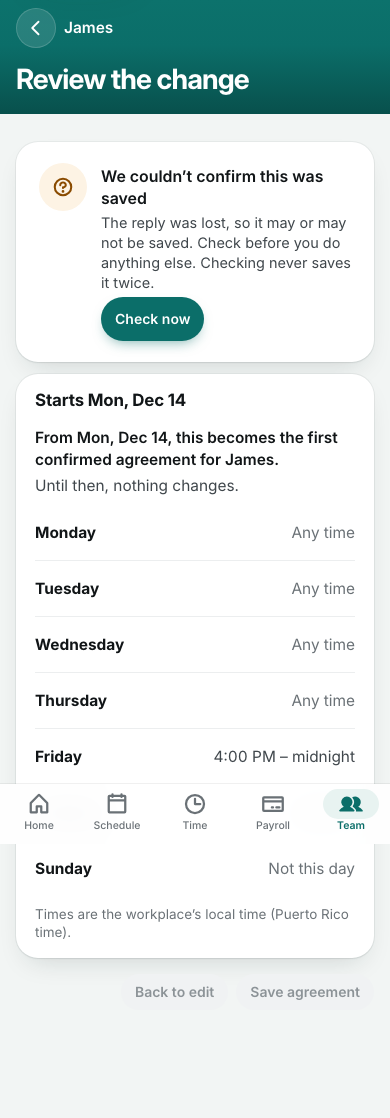 James
Review the change
We couldn’t confirm this was
saved
The reply was lost, so it may or may
not be saved. Check before you do
anything else. Checking never saves
it twice.
Check now
Starts Mon, Dec 14
From Mon, Dec 14, this becomes the first
confirmed agreement for James.
Until then, nothing changes.
Monday
Any time
Tuesday
Any time
Wednesday
Any time
Thursday
Any time
Friday
4:00 PM – midnight
Home
Schedule
Time
Payroll
Team
Sunday
Not this day
Times are the workplace’s local time (Puerto Rico
time).
Back to edit
Save agreement